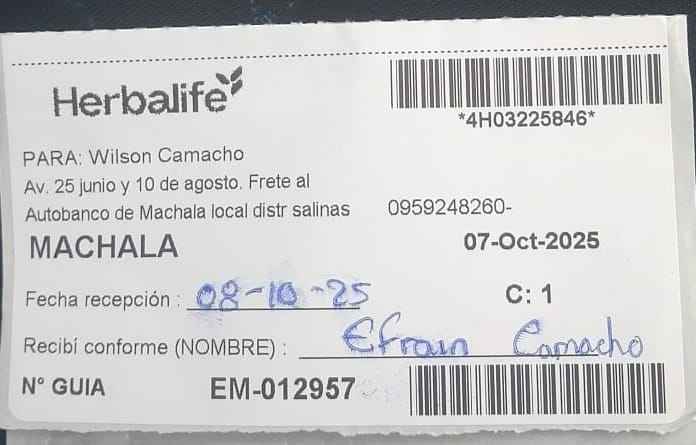 Herbalife
*4H03225846*
PARA: Wilson Camacho
Av. 25 junio y 10 de agosto. Frete al
Autobanco de Machala local distr salinas 0959248260-
MACHALA 07-Oct-2025
Fecha recepción : 08-10-25 C: 1
Recibí conforme (NOMBRE) : Efrain Camacho
N° GUIA EM-012957